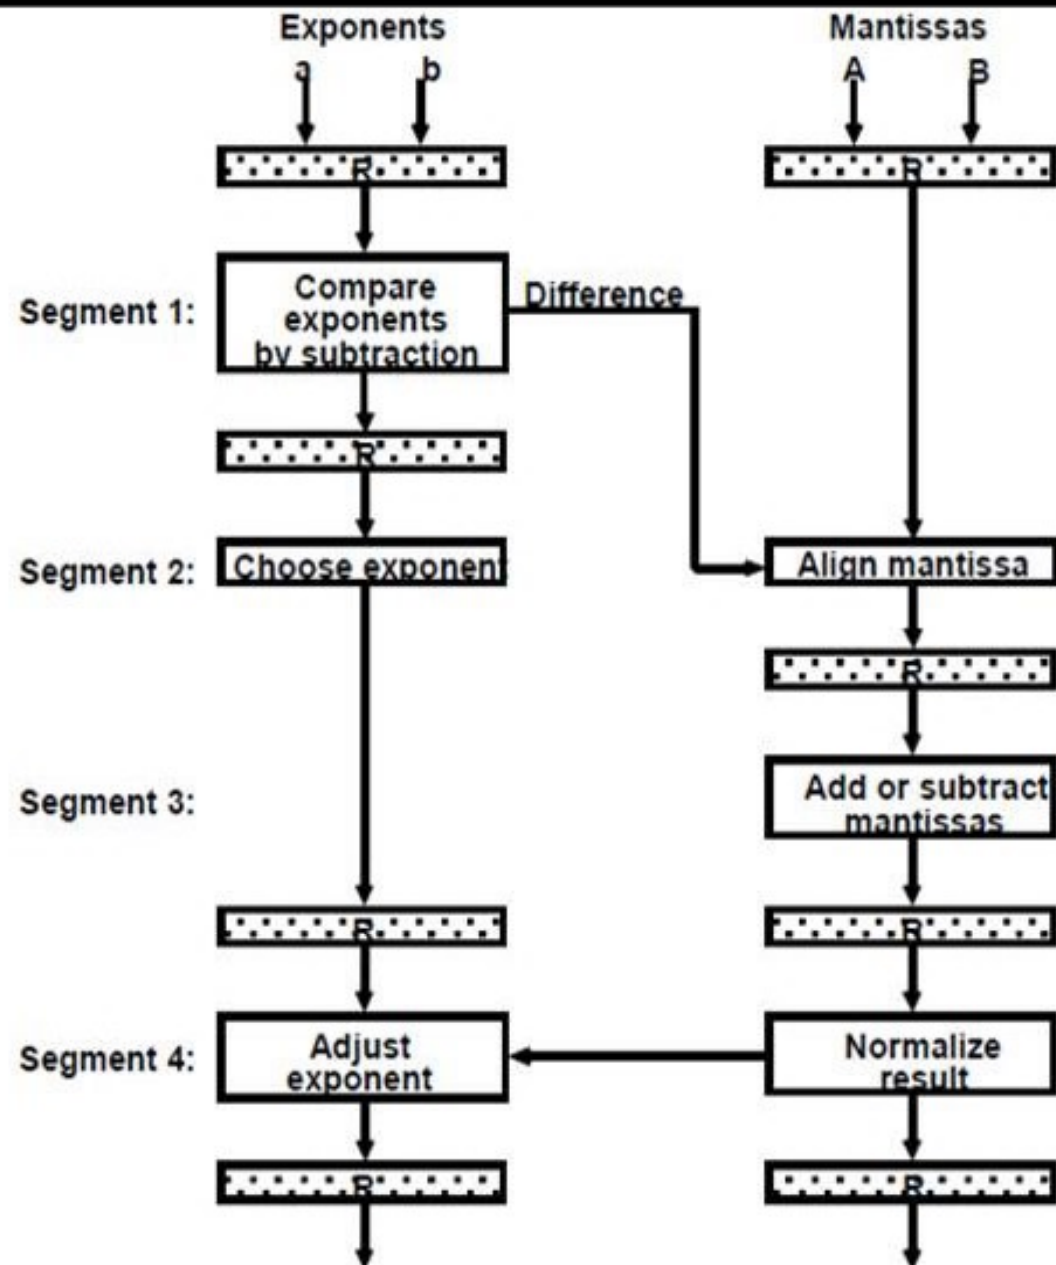 Exponents
a b
Mantissas
A B
R
R
Segment 1:
Compare
exponents
by subtraction
Difference
R
Segment 2:
Choose exponent
Align mantissa
R
Segment 3:
Add or subtract
mantissas
R
R
Segment 4:
Adjust
exponent
Normalize
result
R
R